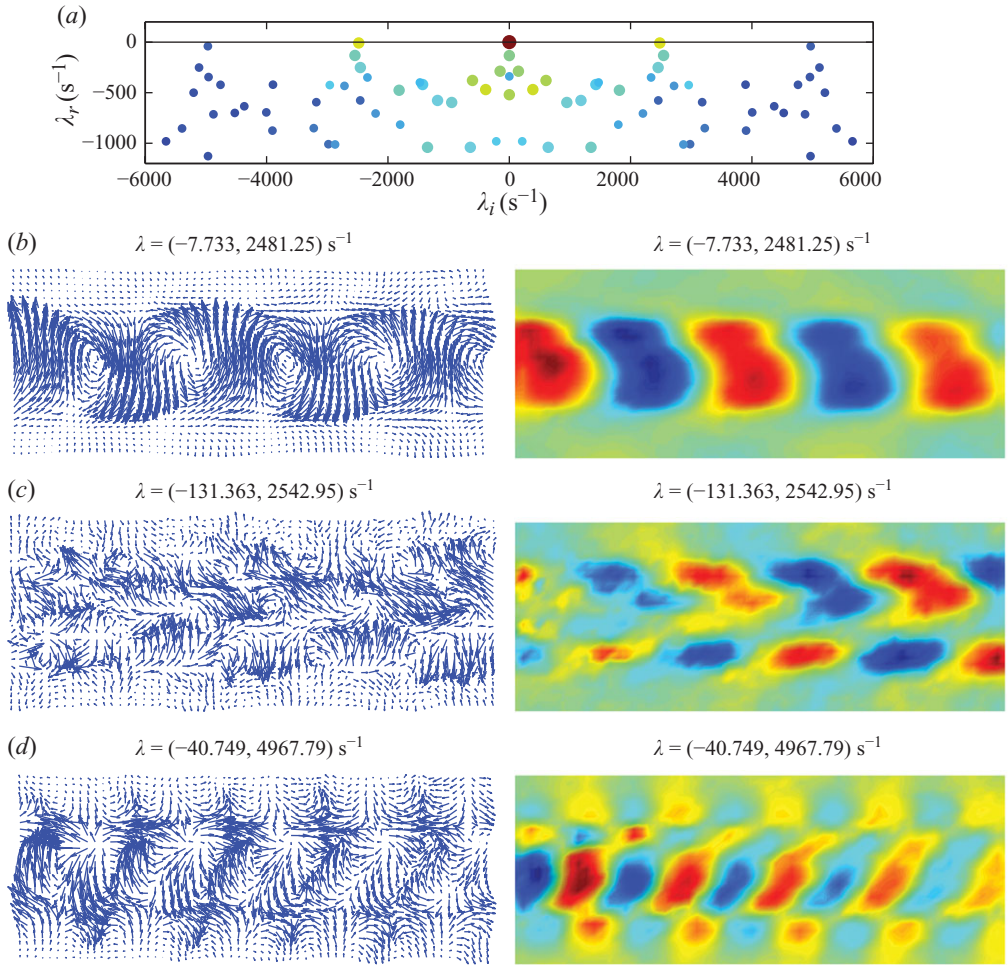 (a)
0
−500
−1000
λr (s−1)
−6000 −4000 −2000 0 2000 4000 6000
λi (s−1)
(b)
λ = (−7.733, 2481.25) s−1
λ = (−7.733, 2481.25) s−1
(c)
λ = (−131.363, 2542.95) s−1
λ = (−131.363, 2542.95) s−1
(d)
λ = (−40.749, 4967.79) s−1
λ = (−40.749, 4967.79) s−1